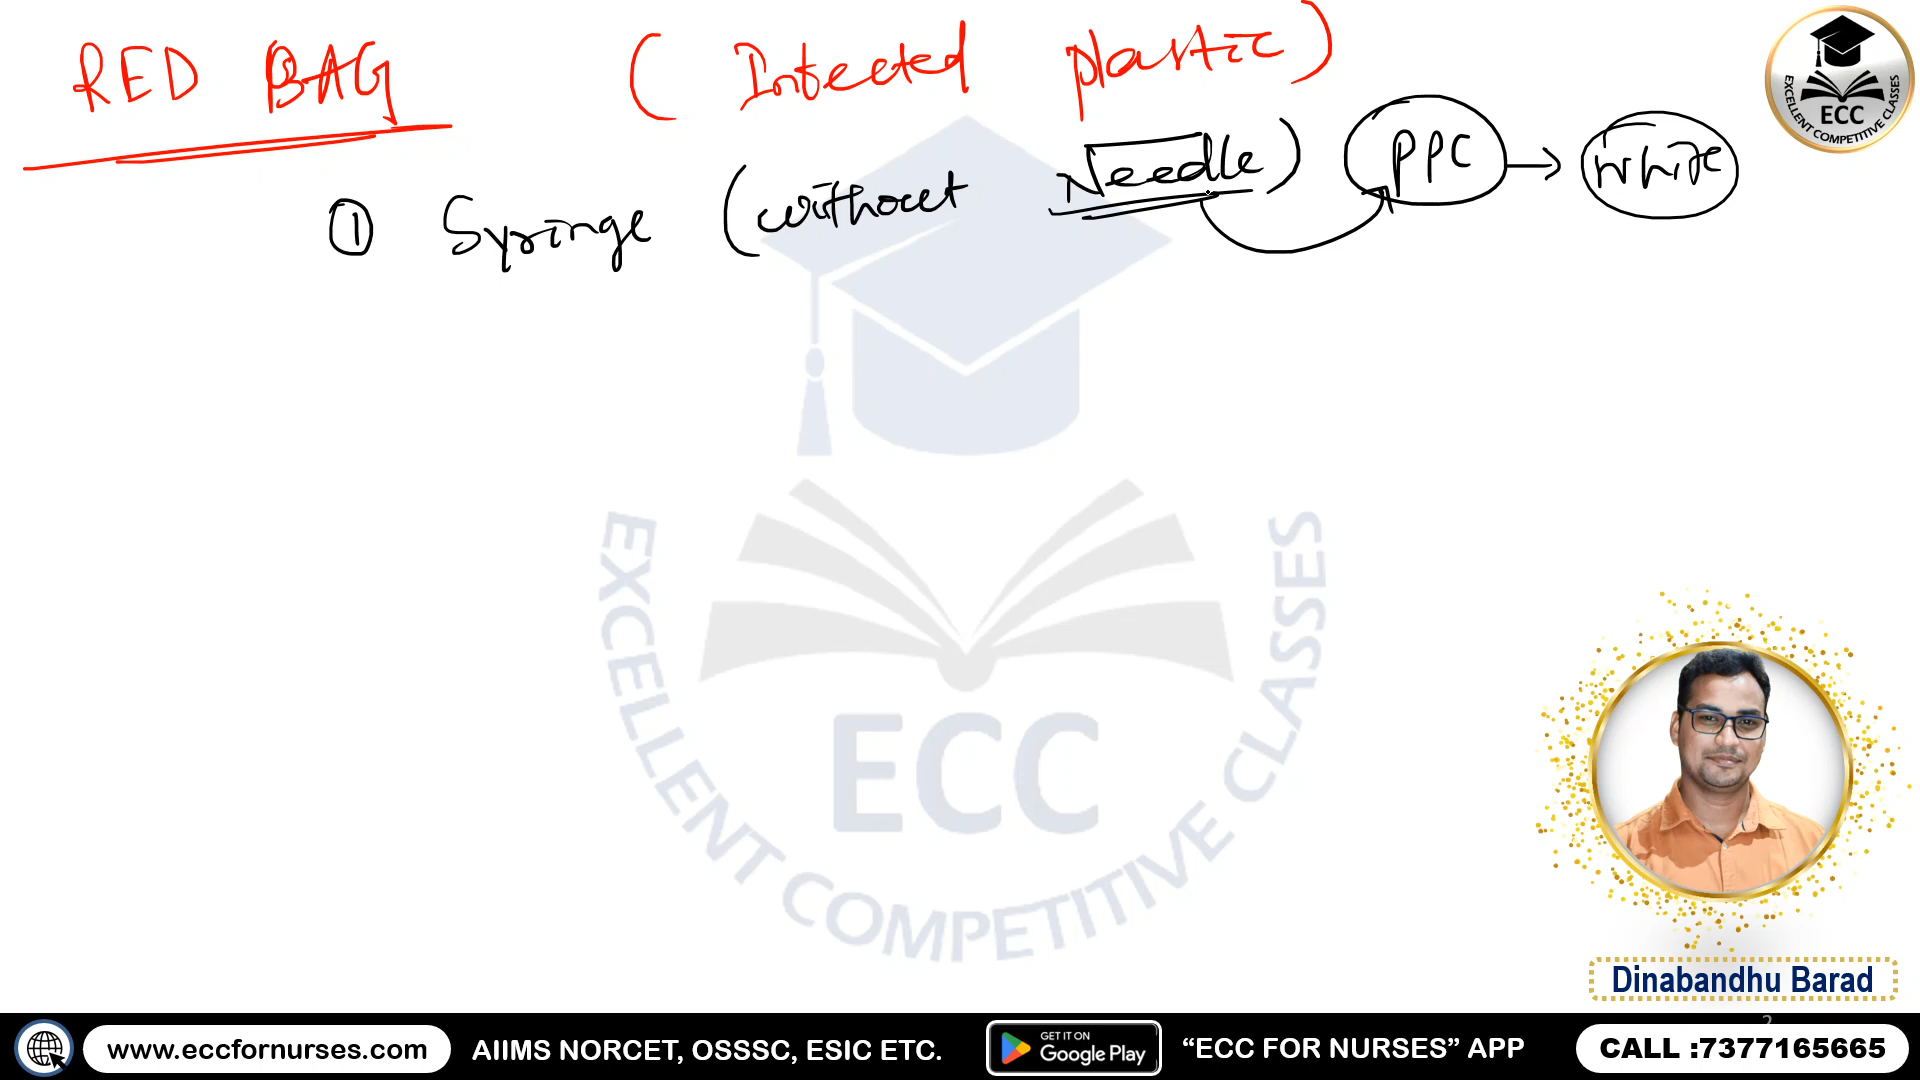 RED BAG (Infected plastic)
① Syringe (without Needle) PPC → White
EXCELLENT COMPETITIVE CLASSES
ECC
EXCELLENT COMPETITIVE CLASSES
ECC
Dinabandhu Barad
2
www.eccfornurses.com AIIMS NORCET, OSSSC, ESIC ETC. GET IT ON Google Play “ECC FOR NURSES” APP CALL :7377165665